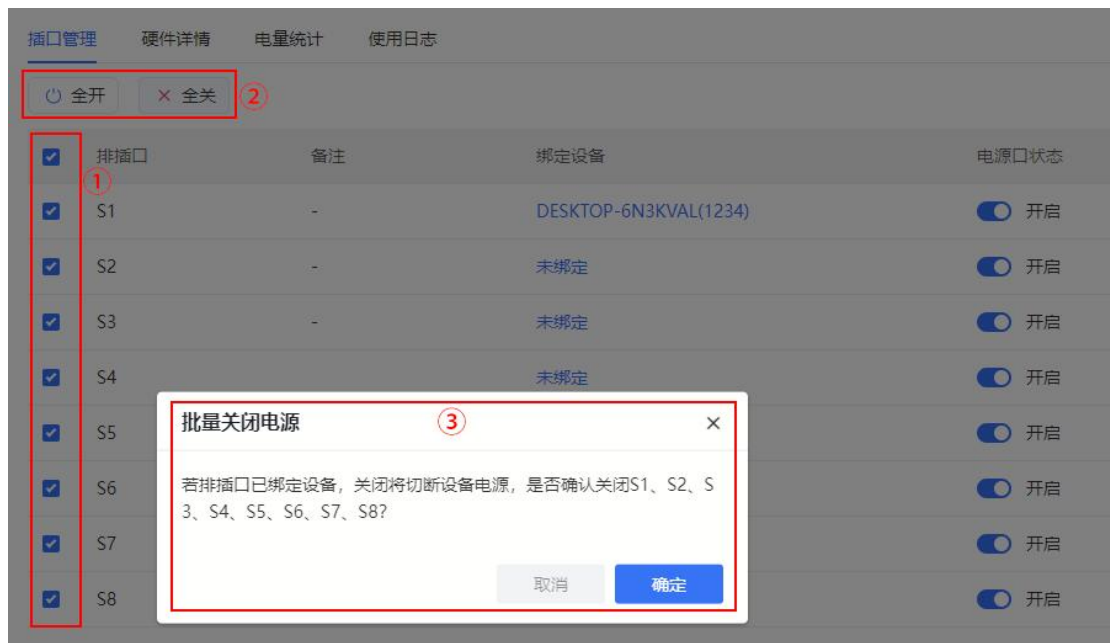 插口管理 硬件详情 电量统计 使用日志
全开 × 全关 ②
排插口 备注 绑定设备 电源口状态
①
S1 - DESKTOP-6N3KVAL(1234) 开启
S2 - 未绑定 开启
S3 - 未绑定 开启
S4 未绑定 开启
S5 开启
S6 开启
S7 开启
S8 开启
批量关闭电源 ③ ×
若排插口已绑定设备，关闭将切断设备电源，是否确认关闭S1、S2、S
3、S4、S5、S6、S7、S8?
取消 确定